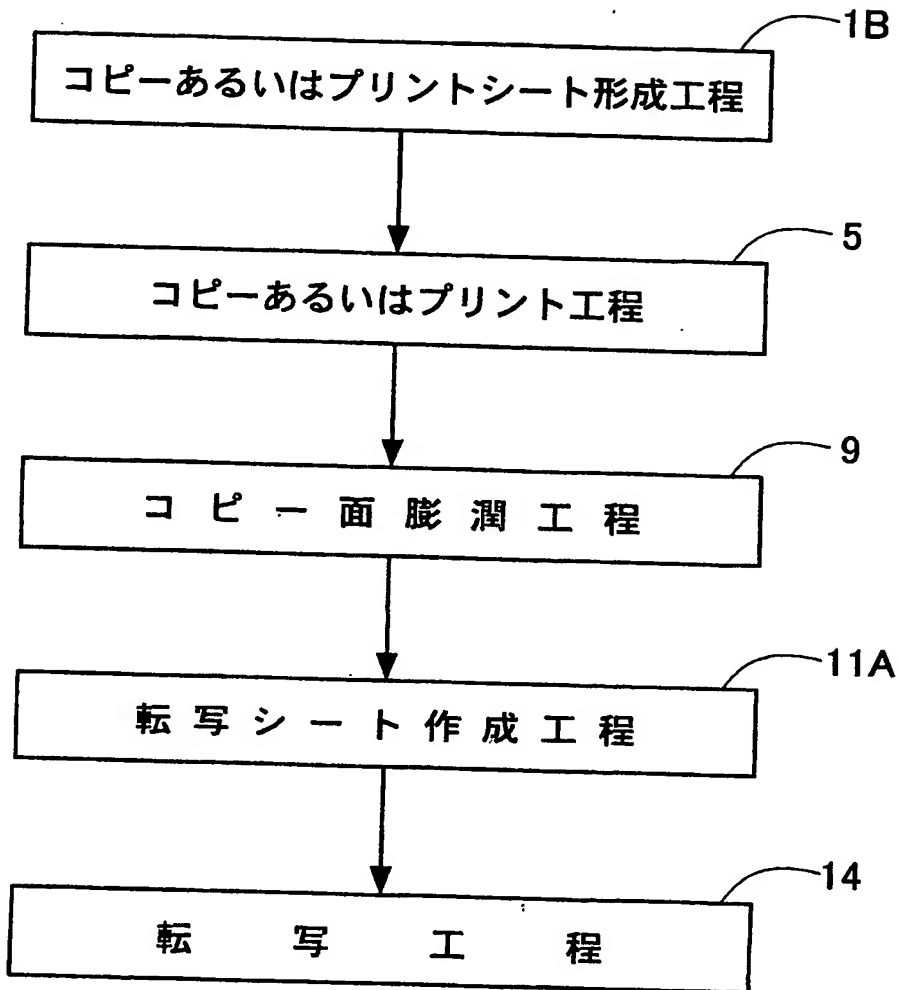 1B
コピーあるいはプリントシート形成工程
5
コピーあるいはプリント工程
9
コピー面膨潤工程
11A
転写シート作成工程
14
転写工程